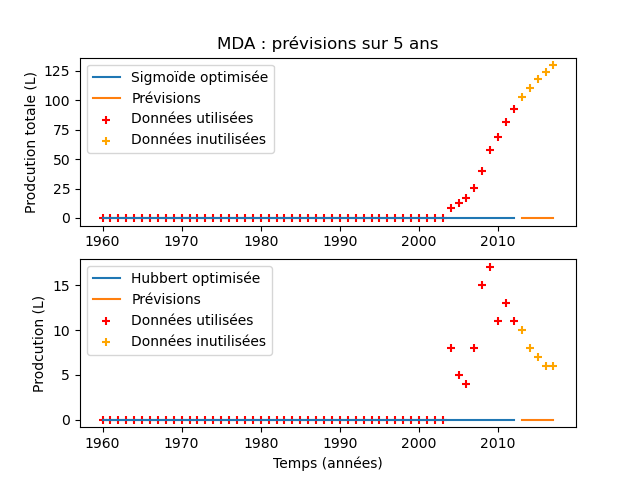 MDA : prévisions sur 5 ans
Prodcution totale (L)
125
100
75
50
25
0
Sigmoïde optimisée
Prévisions
Données utilisées
Données inutilisées
1960 1970 1980 1990 2000 2010
Prodcution (L)
15
10
5
0
Hubbert optimisée
Prévisions
Données utilisées
Données inutilisées
1960 1970 1980 1990 2000 2010
Temps (années)